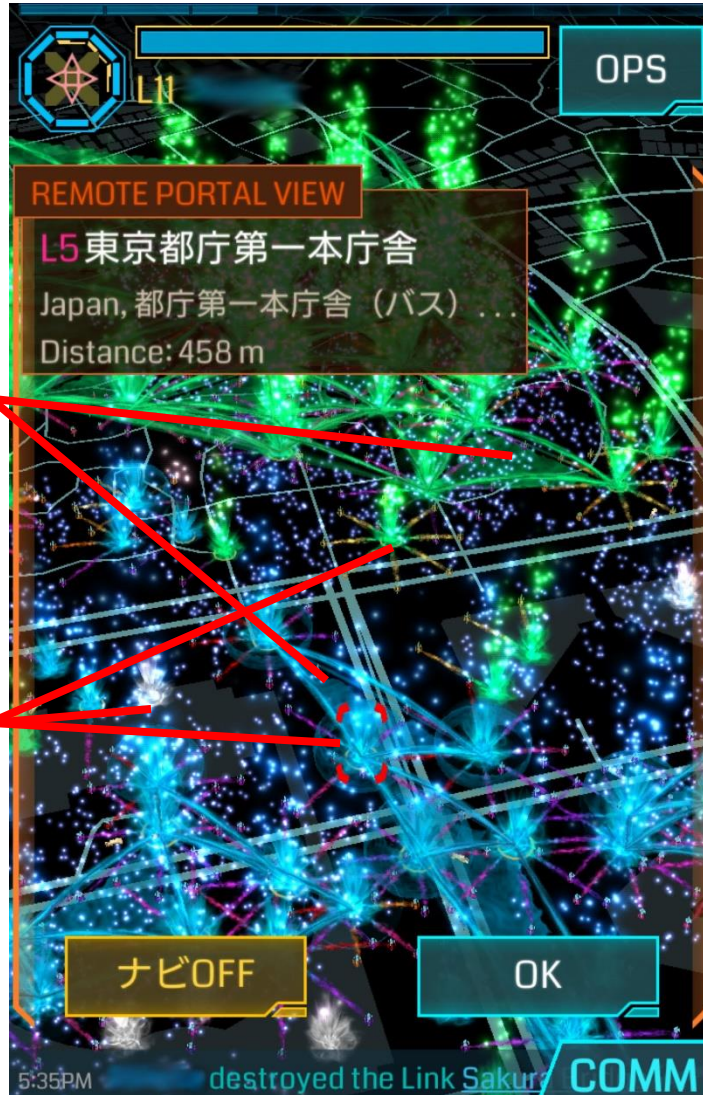 L11
OPS
REMOTE PORTAL VIEW
L5 東京都庁第一本庁舎
Japan, 都庁第一本庁舎（バス）...
Distance: 458 m
ナビOFF
OK
5:35PM destroyed the Link Sakura
COMM